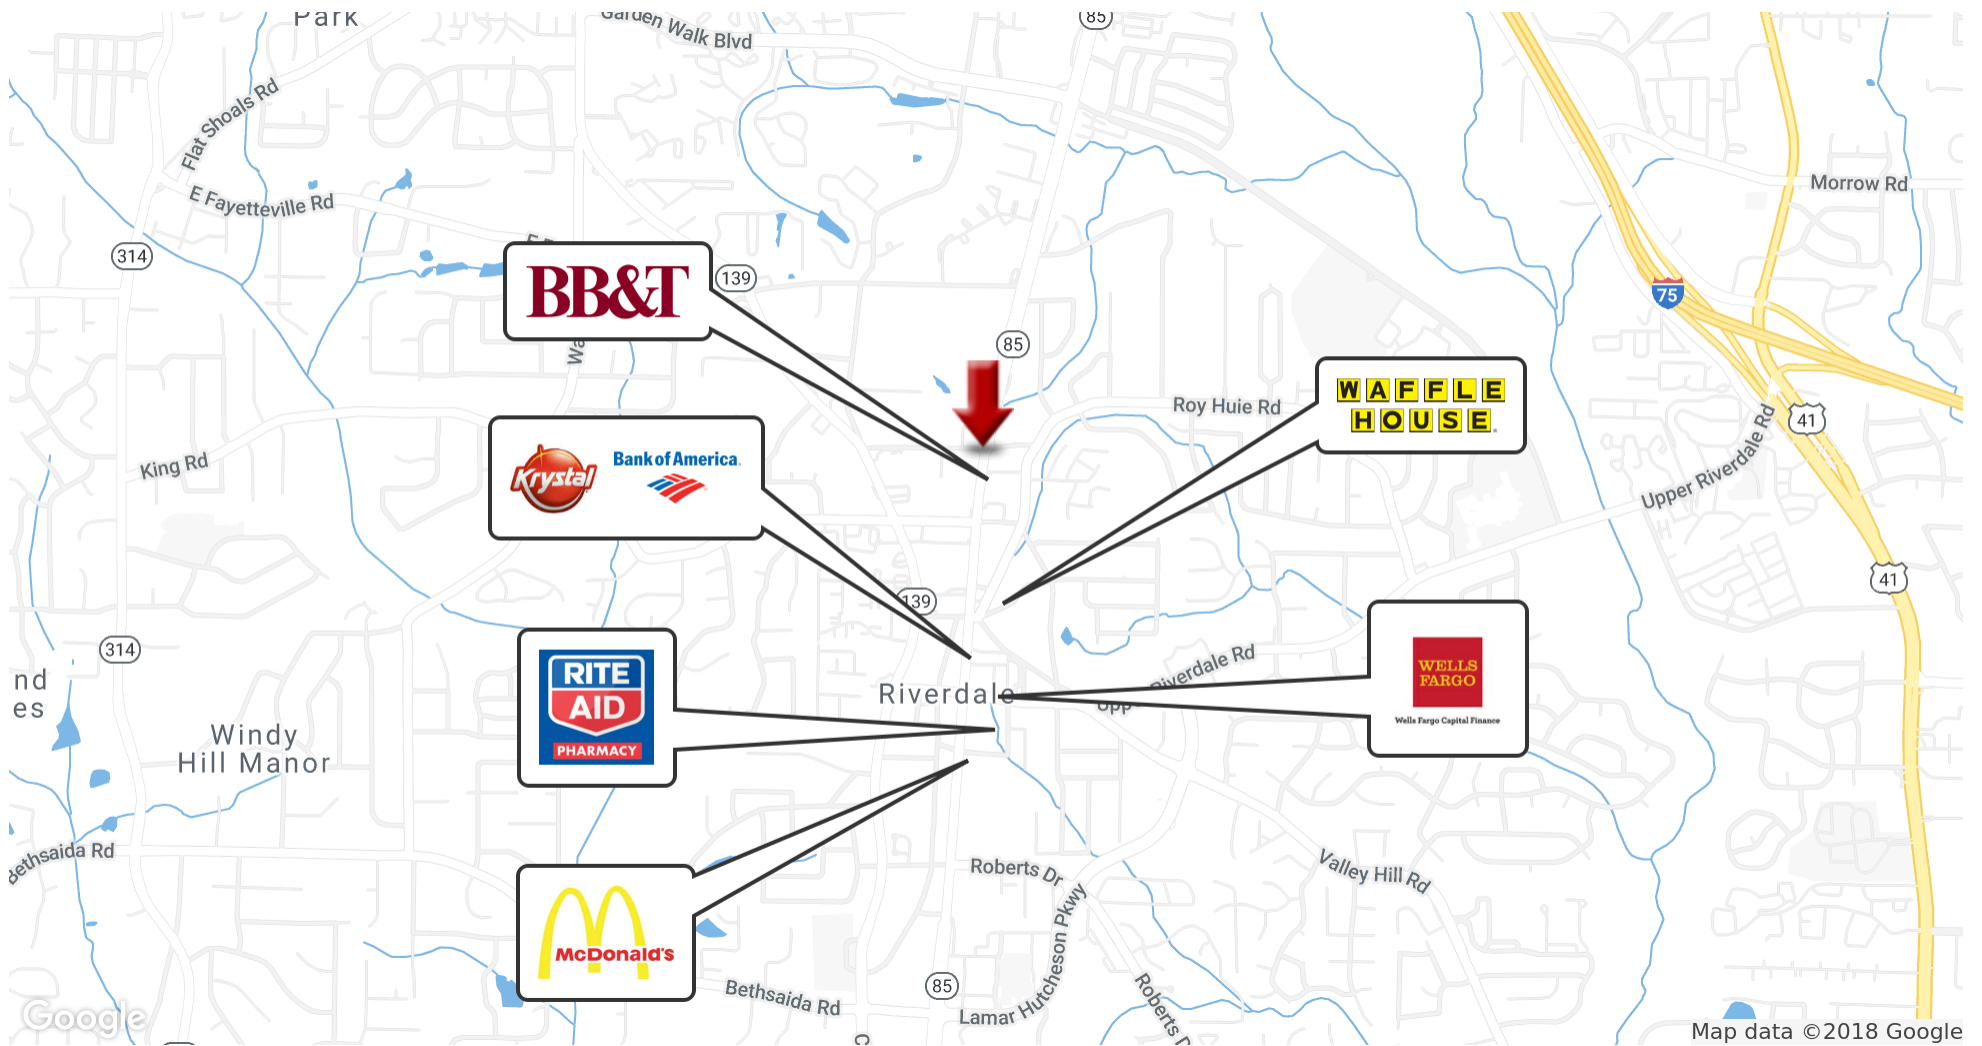 Park
Garden Walk Blvd
85
Flat Shoals Rd
E Fayetteville Rd
Morrow Rd
314
139
BB&T
75
85
WAFFLE
HOUSE
Roy Huie Rd
41
Upper Riverdale Rd
King Rd
Krystal
Bank of America
41
139
314
RITE
AID
PHARMACY
Riverdale
Riverdale Rd
WELLS
FARGO
Wells Fargo Capital Finance
nd
es
Windy
Hill Manor
Bethsaida Rd
Roberts Dr
Valley Hill Rd
McDonald's
Bethsaida Rd
85
Lamar Hutcheson Pkwy
Roberts D
Google
Map data ©2018 Google